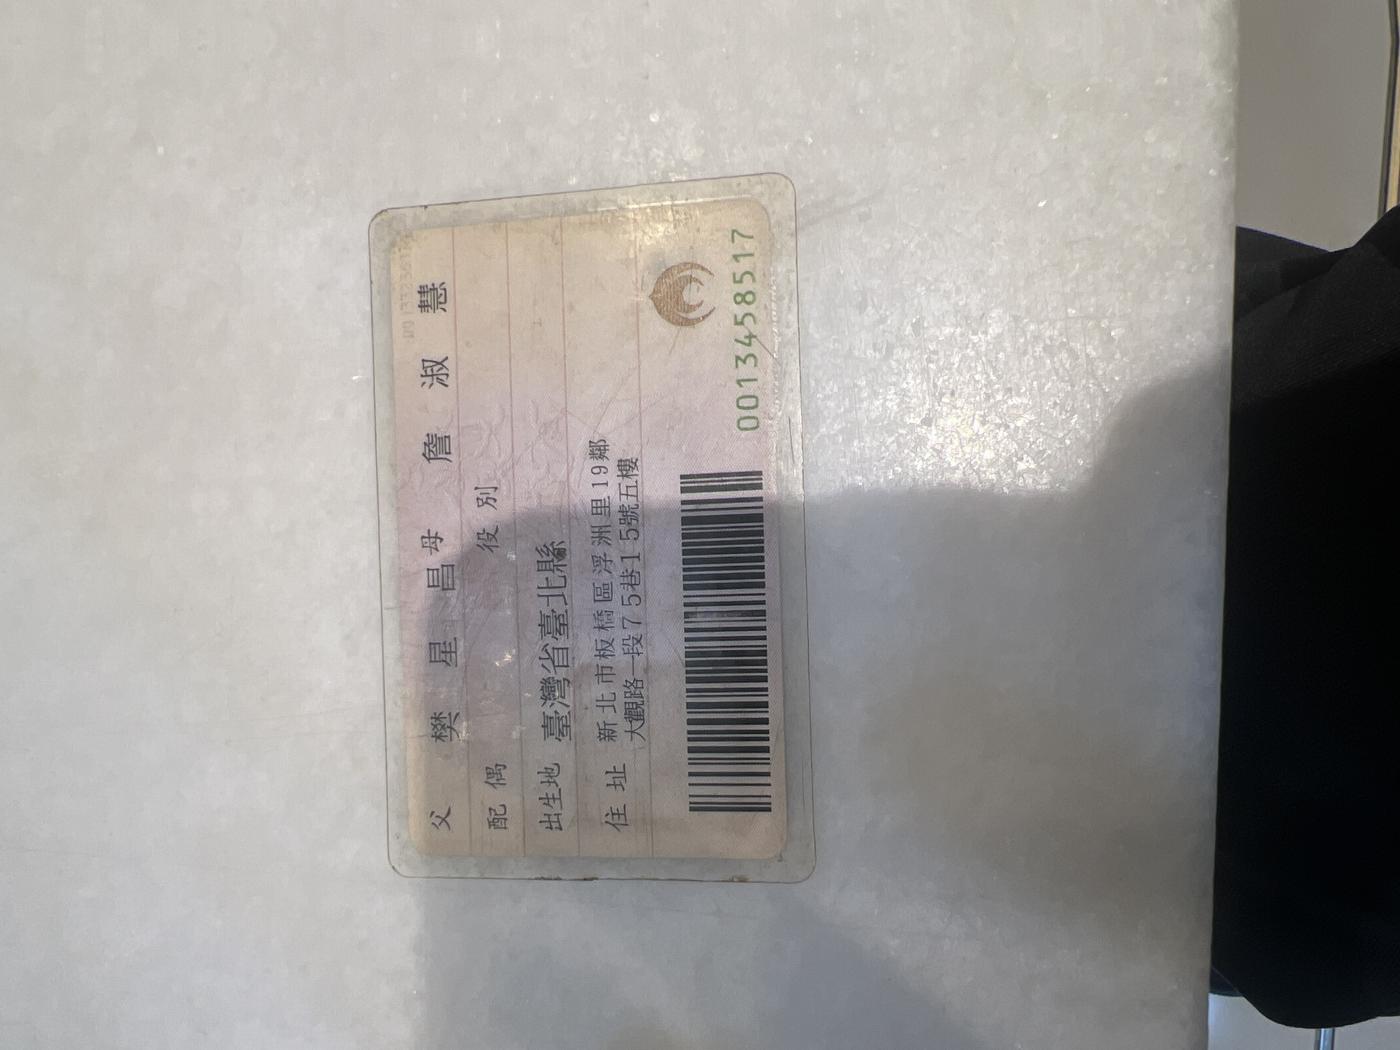 父 樊星昌 母 詹淑慧
配偶 役別
出生地 臺灣省臺北縣
住址 新北市板橋區浮洲里19鄰
大觀路一段75巷15號五樓
0013458517